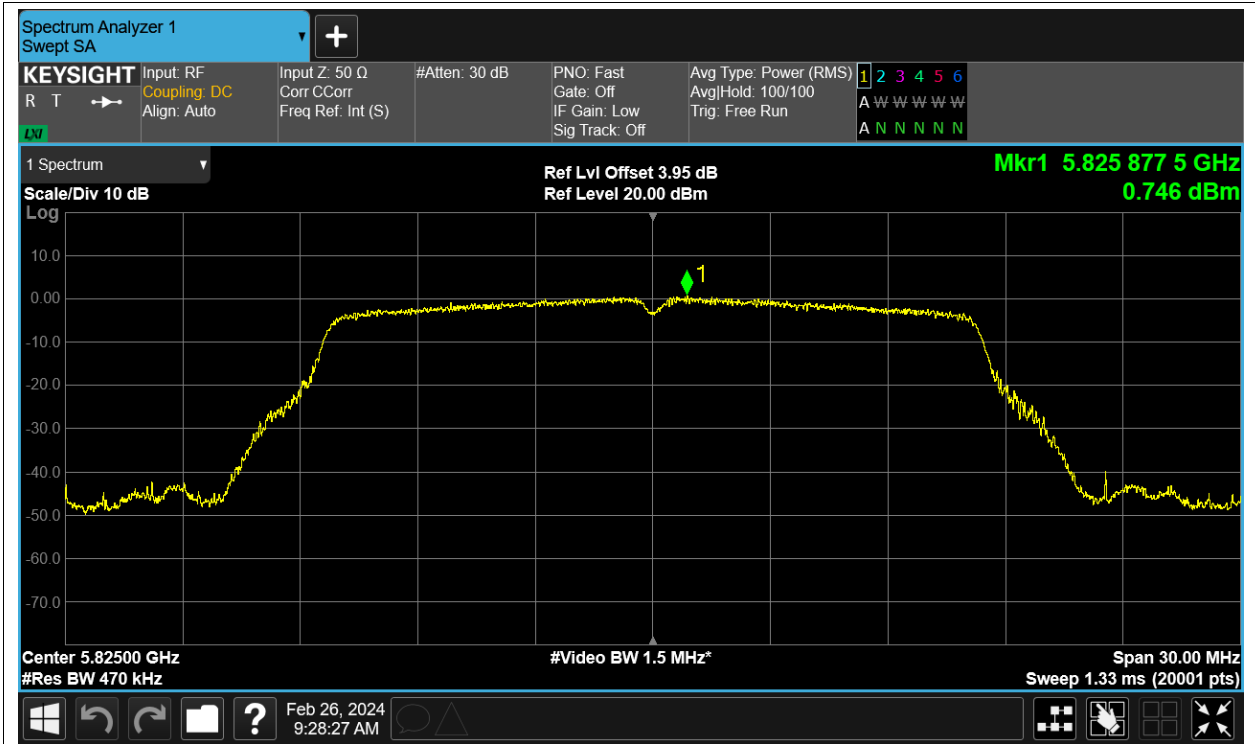 Spectrum Analyzer 1
Swept SA
KEYSIGHT
R T
LXI
Input: RF
Coupling: DC
Align: Auto
Input Z: 50 Ω
Corr CCorr
Freq Ref: Int (S)
#Atten: 30 dB
PNO: Fast
Gate: Off
IF Gain: Low
Sig Track: Off
Avg Type: Power (RMS)
Avg|Hold: 100/100
Trig: Free Run
1 2 3 4 5 6
A W W W W W
A N N N N N
1 Spectrum
Scale/Div 10 dB
Log
Ref Lvl Offset 3.95 dB
Ref Level 20.00 dBm
Mkr1 5.825 877 5 GHz
0.746 dBm
1
10.0
0.00
-10.0
-20.0
-30.0
-40.0
-50.0
-60.0
-70.0
Center 5.82500 GHz
#Res BW 470 kHz
#Video BW 1.5 MHz*
Span 30.00 MHz
Sweep 1.33 ms (20001 pts)
?
Feb 26, 2024
9:28:27 AM